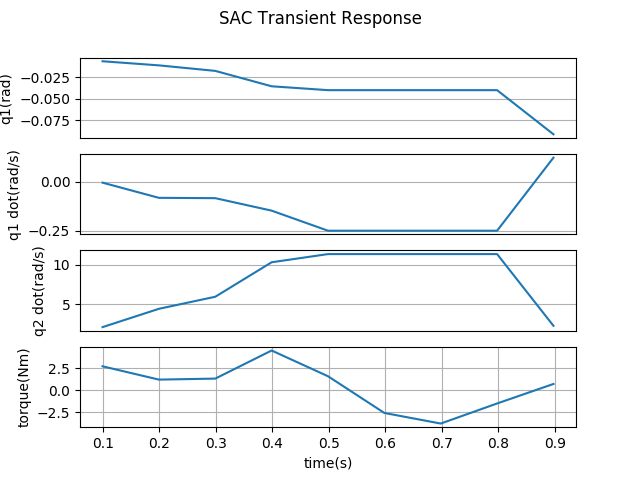 SAC Transient Response
q1(rad)
−0.025
−0.050
−0.075
q1 dot(rad/s)
0.00
−0.25
q2 dot(rad/s)
10
5
torque(Nm)
2.5
0.0
−2.5
0.1 0.2 0.3 0.4 0.5 0.6 0.7 0.8 0.9
time(s)